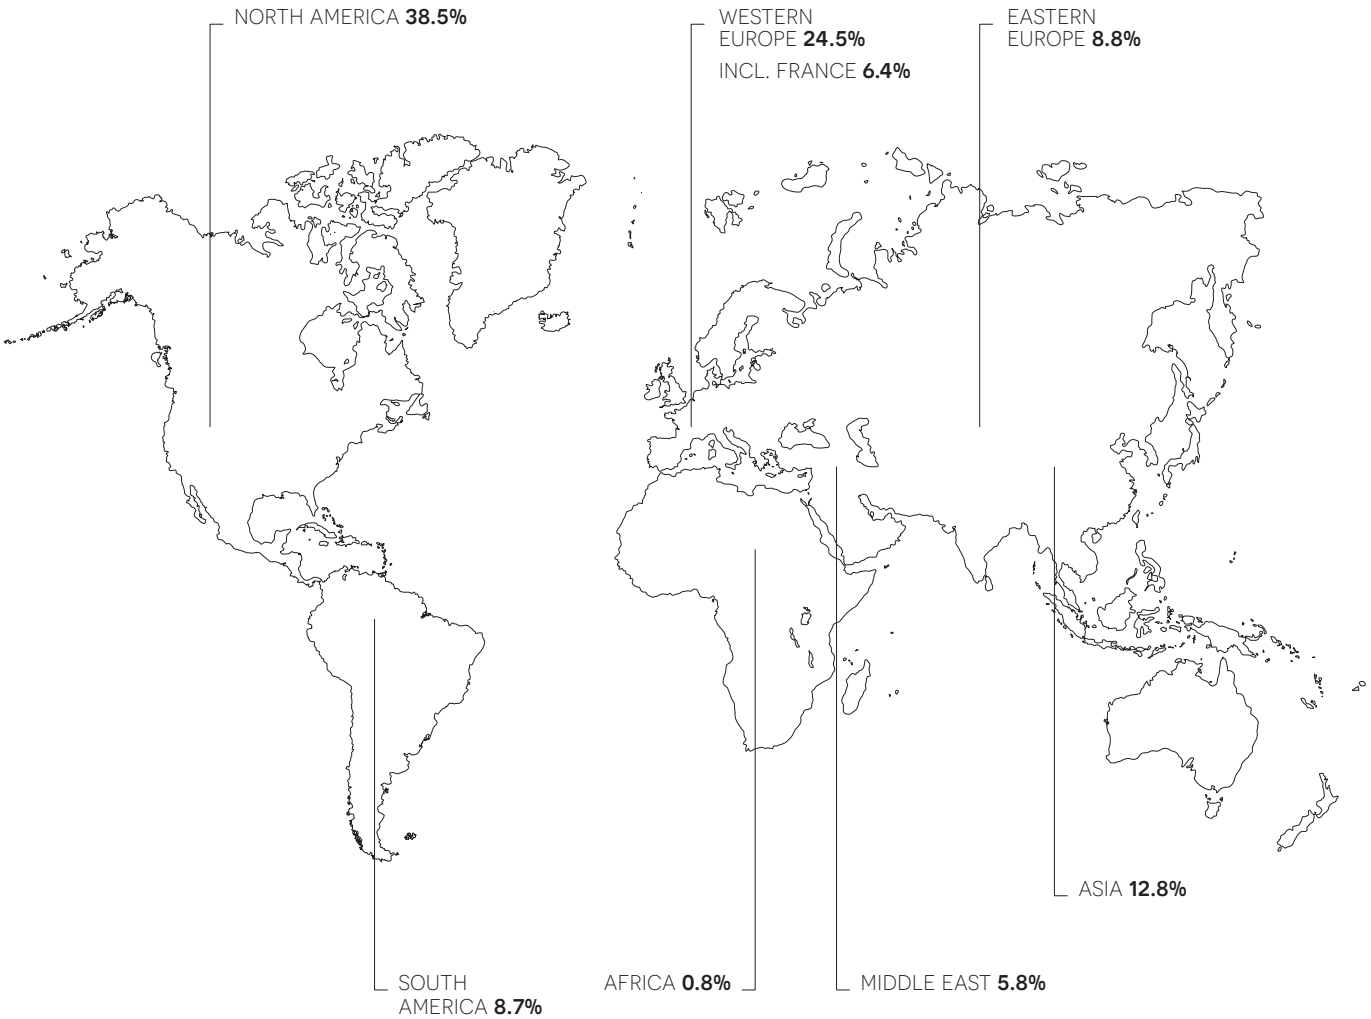 NORTH AMERICA 38.5%
WESTERN
EUROPE 24.5%
INCL. FRANCE 6.4%
EASTERN
EUROPE 8.8%
ASIA 12.8%
SOUTH
AMERICA 8.7%
AFRICA 0.8%
MIDDLE EAST 5.8%